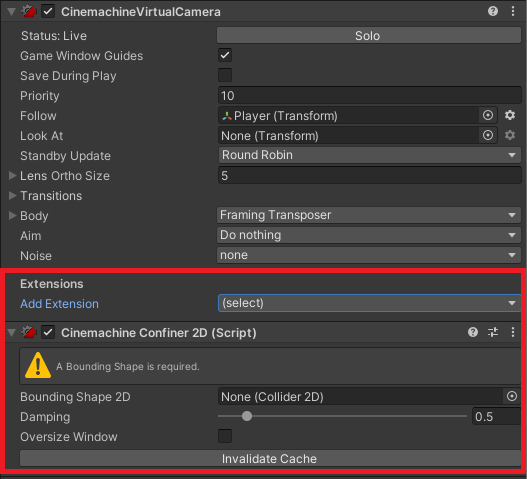 CinemachineVirtualCamera
Status: Live Solo
Game Window Guides
Save During Play
Priority 10
Follow Player (Transform)
Look At None (Transform)
Standby Update Round Robin
Lens Ortho Size 5
Transitions
Body Framing Transposer
Aim Do nothing
Noise none
Extensions
Add Extension (select)
Cinemachine Confiner 2D (Script)
A Bounding Shape is required.
Bounding Shape 2D None (Collider 2D)
Damping 0.5
Oversize Window
Invalidate Cache